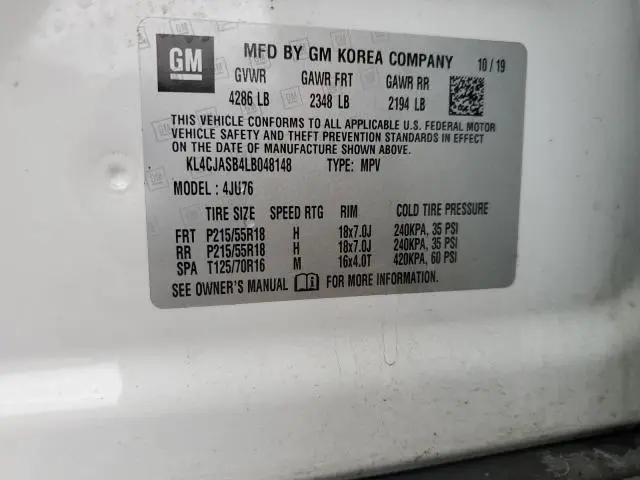 GM MFD BY GM KOREA COMPANY 10/19
GVWR GAWR FRT GAWR RR
4286 LB 2348 LB 2194 LB
THIS VEHICLE CONFORMS TO ALL APPLICABLE U.S. FEDERAL MOTOR
VEHICLE SAFETY AND THEFT PREVENTION STANDARDS IN EFFECT
ON THE DATE OF MANUFACTURE SHOWN ABOVE.
KL4CJASB4LB048148 TYPE: MPV
MODEL : 4JU76
TIRE SIZE SPEED RTG RIM COLD TIRE PRESSURE
FRT P215/55R18 H 18x7.0J 240KPA, 35 PSI
RR P215/55R18 H 18x7.0J 240KPA, 35 PSI
SPA T125/70R16 M 16x4.0T 420KPA, 60 PSI
SEE OWNER'S MANUAL FOR MORE INFORMATION